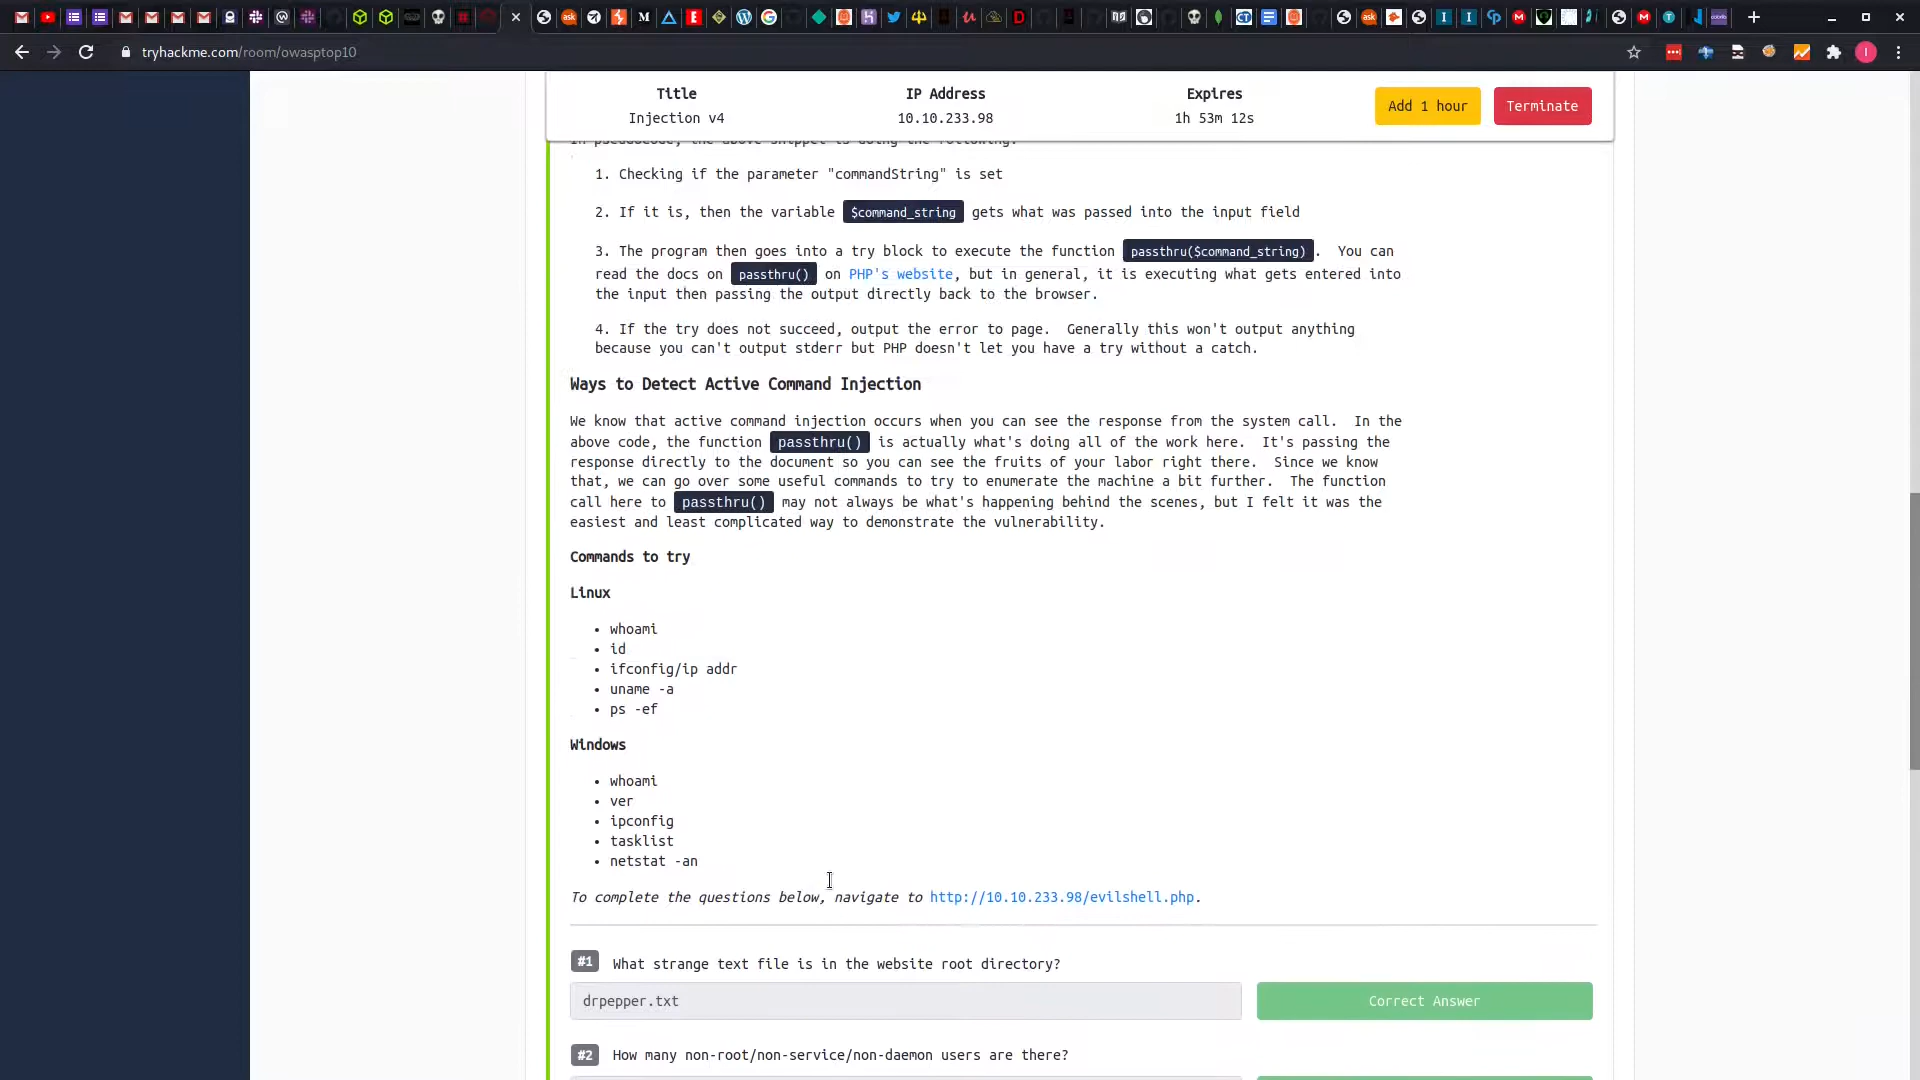 tryhackme.com/room/owasptop10
Title
IP Address
Expires
Injection v4
10.10.233.98
1h 53m 12s
Add 1 hour
Terminate
In pseudocode, the above snippet is doing the following:
1. Checking if the parameter "commandString" is set
2. If it is, then the variable $command_string gets what was passed into the input field
3. The program then goes into a try block to execute the function passthru($command_string). You can
read the docs on passthru() on PHP's website, but in general, it is executing what gets entered into
the input then passing the output directly back to the browser.
4. If the try does not succeed, output the error to page. Generally this won't output anything
because you can't output stderr but PHP doesn't let you have a try without a catch.
Ways to Detect Active Command Injection
We know that active command injection occurs when you can see the response from the system call. In the
above code, the function passthru() is actually what's doing all of the work here. It's passing the
response directly to the document so you can see the fruits of your labor right there. Since we know
that, we can go over some useful commands to try to enumerate the machine a bit further. The function
call here to passthru() may not always be what's happening behind the scenes, but I felt it was the
easiest and least complicated way to demonstrate the vulnerability.
Commands to try
Linux
• whoami
• id
• ifconfig/ip addr
• uname -a
• ps -ef
Windows
• whoami
• ver
• ipconfig
• tasklist
• netstat -an
To complete the questions below, navigate to http://10.10.233.98/evilshell.php.
#1 What strange text file is in the website root directory?
drpepper.txt
Correct Answer
#2 How many non-root/non-service/non-daemon users are there?